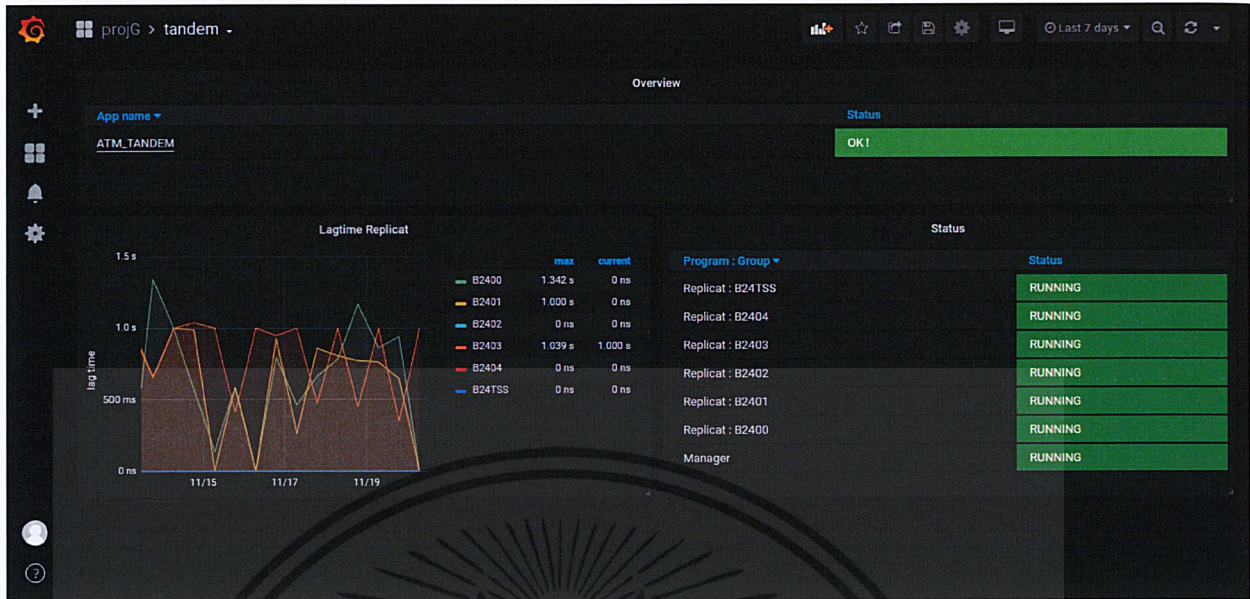 projG > tandem
Last 7 days
Overview
App name Status
ATM_TANDEM OK!
Lagtime Replicat
1.5 s
1.0 s
500 ms
0 ns
lag time
11/15 11/17 11/19
max current
B2400 1.342 s 0 ns
B2401 1.000 s 0 ns
B2402 0 ns 0 ns
B2403 1.039 s 1.000 s
B2404 0 ns 0 ns
B24TSS 0 ns 0 ns
Status
Program : Group Status
Replicat : B24TSS RUNNING
Replicat : B2404 RUNNING
Replicat : B2403 RUNNING
Replicat : B2402 RUNNING
Replicat : B2401 RUNNING
Replicat : B2400 RUNNING
Manager RUNNING